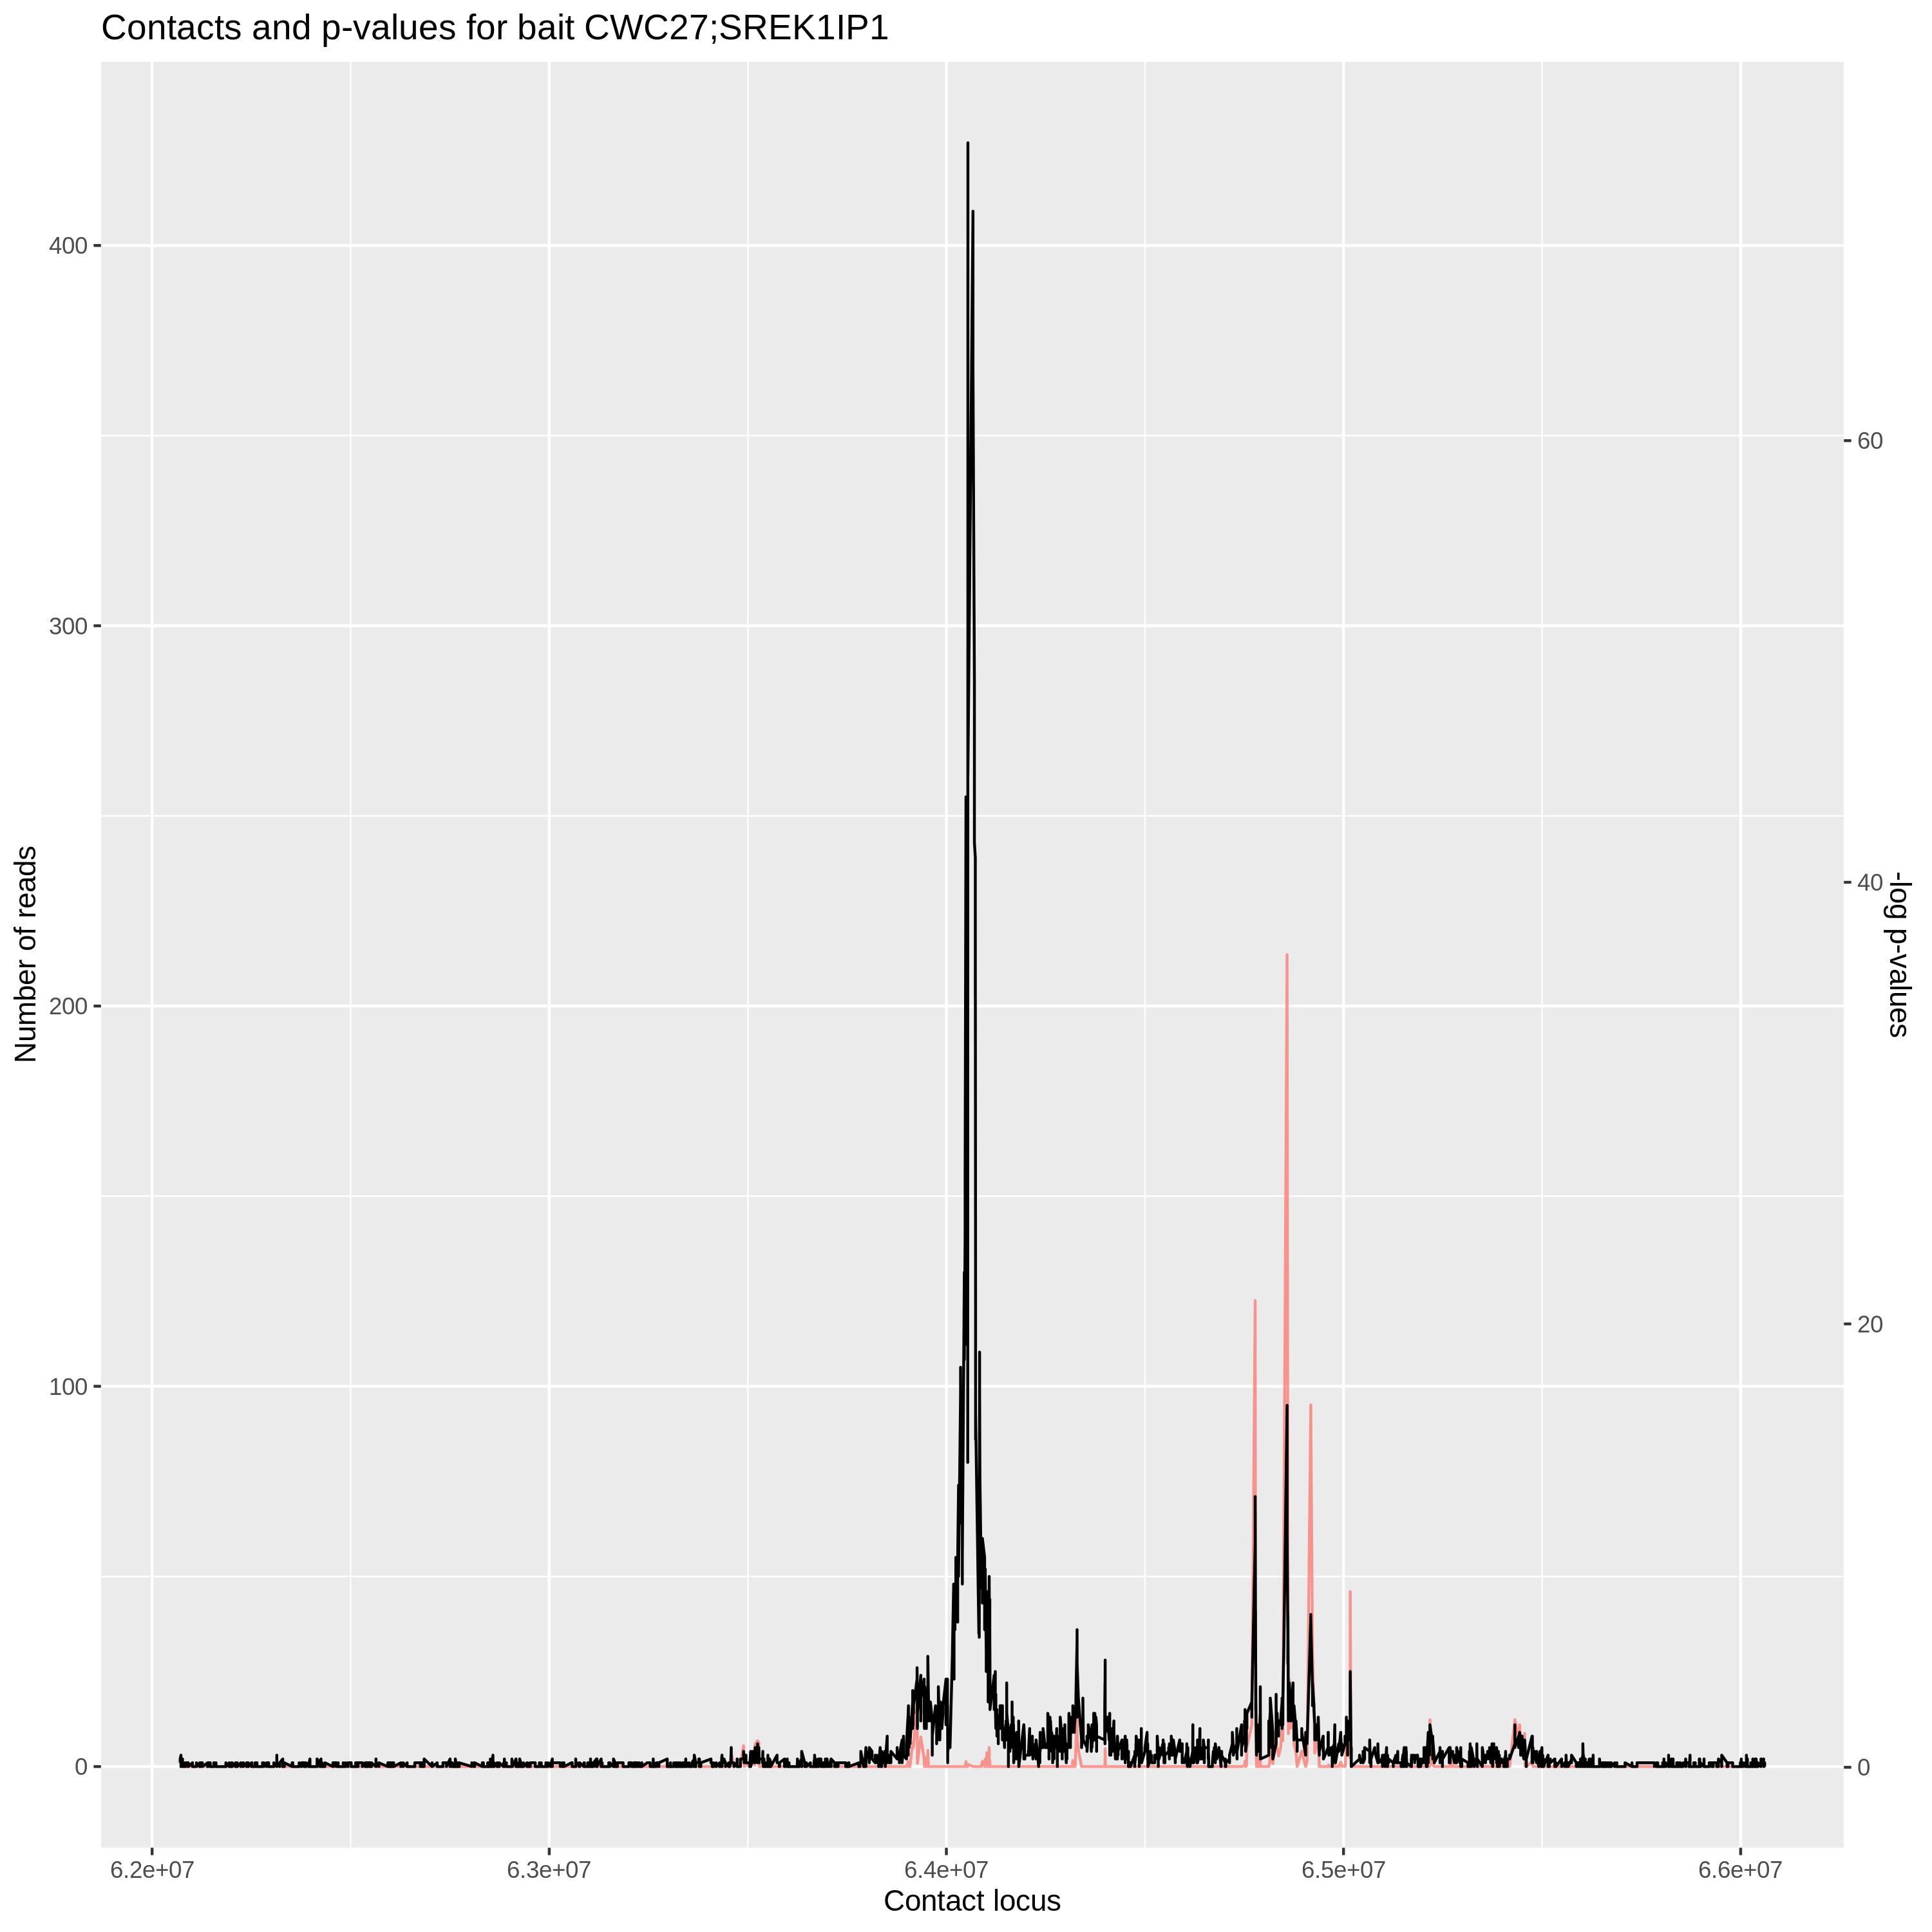 Contacts and p-values for bait CWC27;SREK1IP1
400
300
200
100
0
Number of reads
60
40
20
0
-log p-values
6.2e+07
6.3e+07
6.4e+07
6.5e+07
6.6e+07
Contact locus